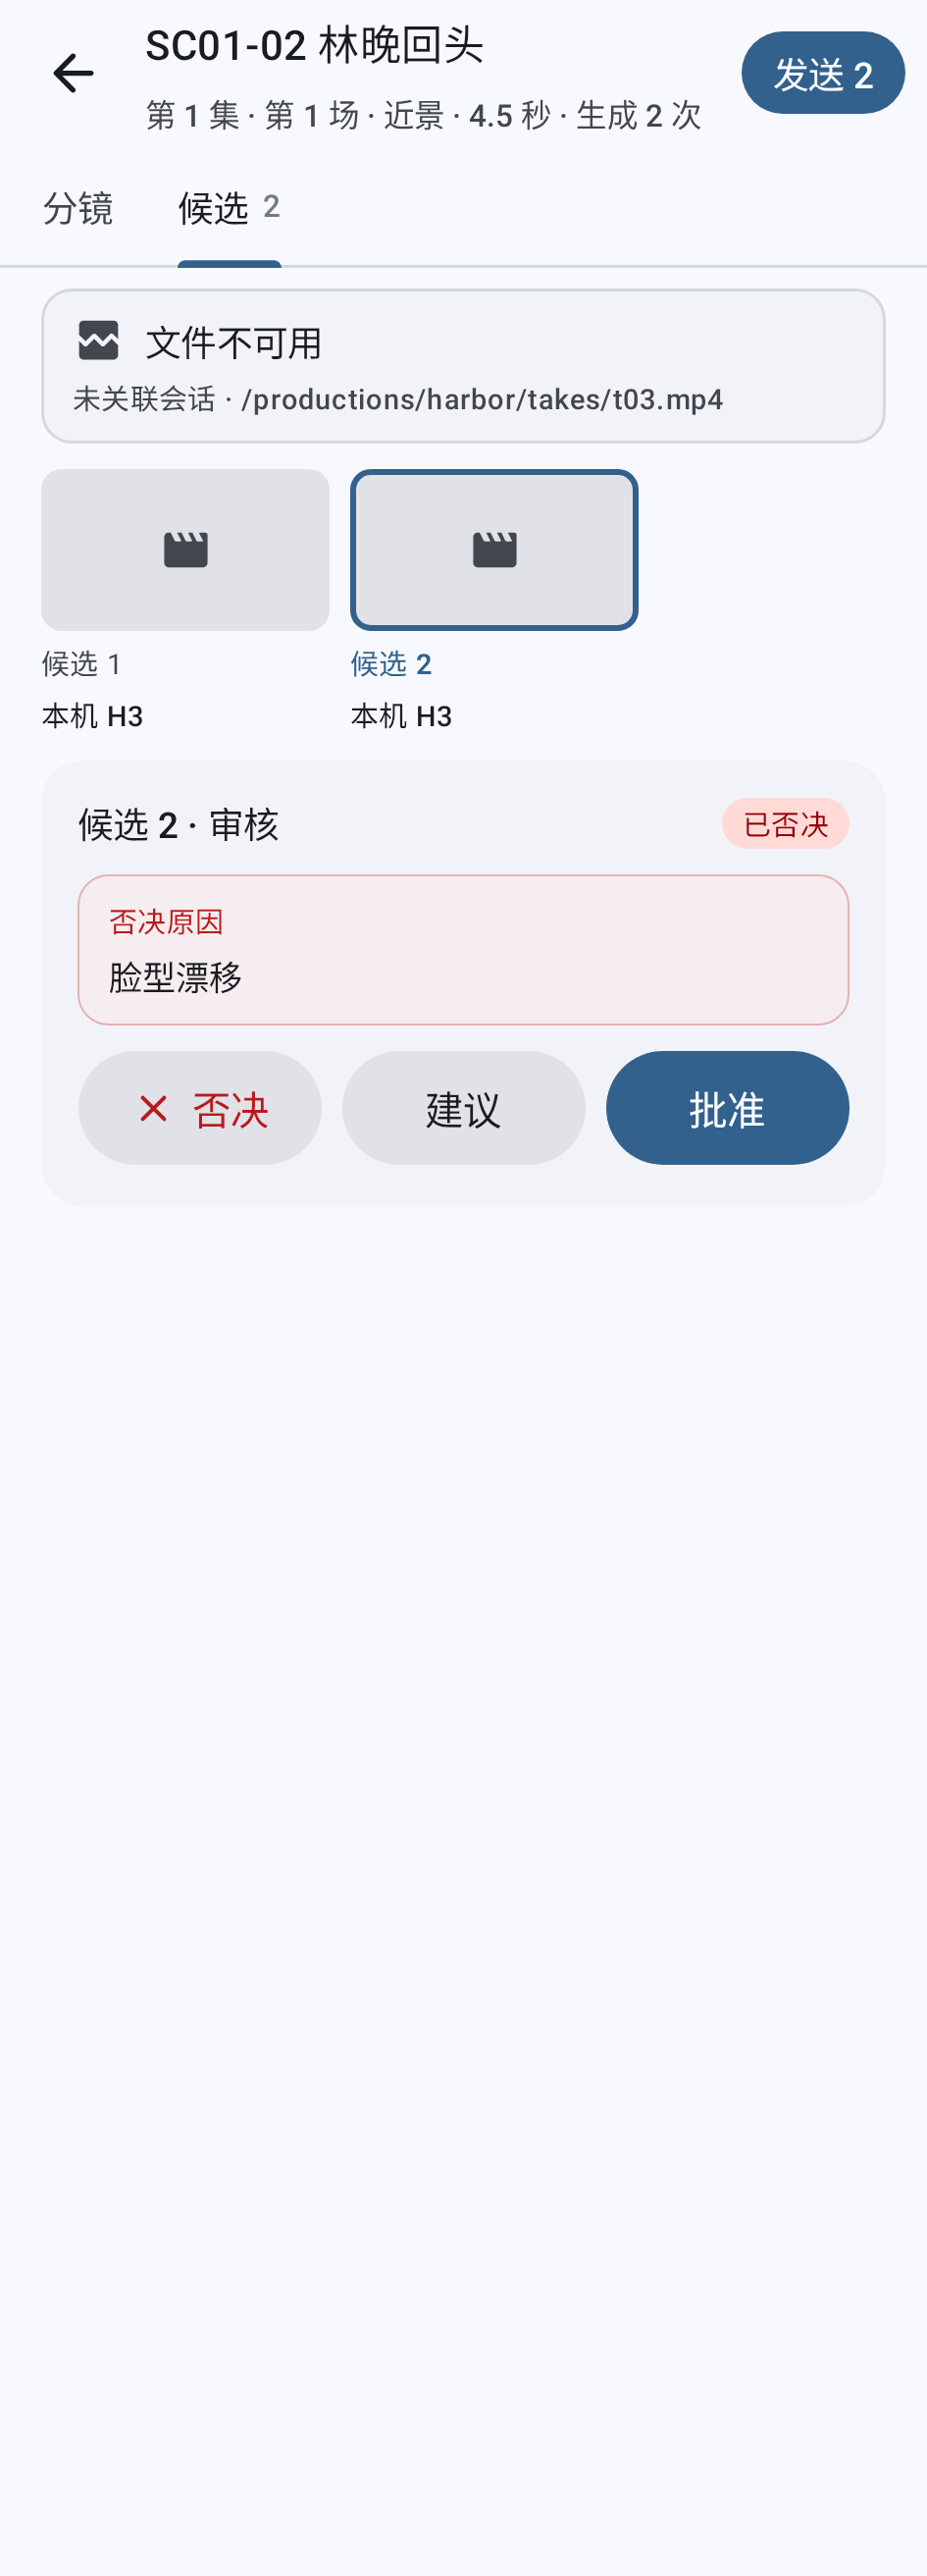 SC01-02 林晚回头
第 1 集 · 第 1 场 · 近景 · 4.5 秒 · 生成 2 次
发送 2
分镜
候选 2
文件不可用
未关联会话 · /productions/harbor/takes/t03.mp4
候选 1
本机 H3
候选 2
本机 H3
候选 2 · 审核
已否决
否决原因
脸型漂移
否决
建议
批准